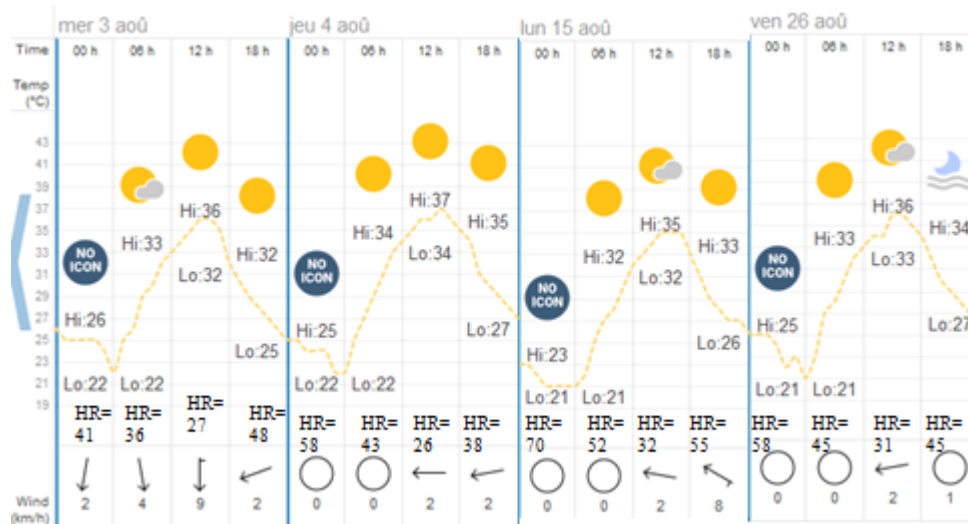 mer 3 aoû jeu 4 aoû lun 15 aoû ven 26 aoû
Time 00 h 06 h 12 h 18 h 00 h 06 h 12 h 18 h 00 h 06 h 12 h 18 h 00 h 06 h 12 h 18 h
Temp
(°C)
43
41
39
37
35
33
31
29
27
25
23
21
19
NO ICON
Hi:26
Lo:22
Hi:33
Lo:22
Hi:36
Lo:32
Hi:32
Lo:25
NO ICON
Hi:25
Lo:22
Hi:34
Lo:22
Hi:37
Lo:34
Hi:35
Lo:27
NO ICON
Hi:23
Lo:21
Hi:32
Lo:21
Hi:35
Lo:32
Hi:33
Lo:26
NO ICON
Hi:25
Lo:21
Hi:33
Lo:21
Hi:36
Lo:33
Hi:34
Lo:27
HR= HR= HR= HR= HR= HR= HR= HR= HR= HR= HR= HR= HR= HR= HR= HR=
41 36 27 48 58 43 26 38 70 52 32 55 58 45 31 45
Wind 2 4 9 2 0 0 2 2 0 0 2 8 0 0 2 1
(km/h)